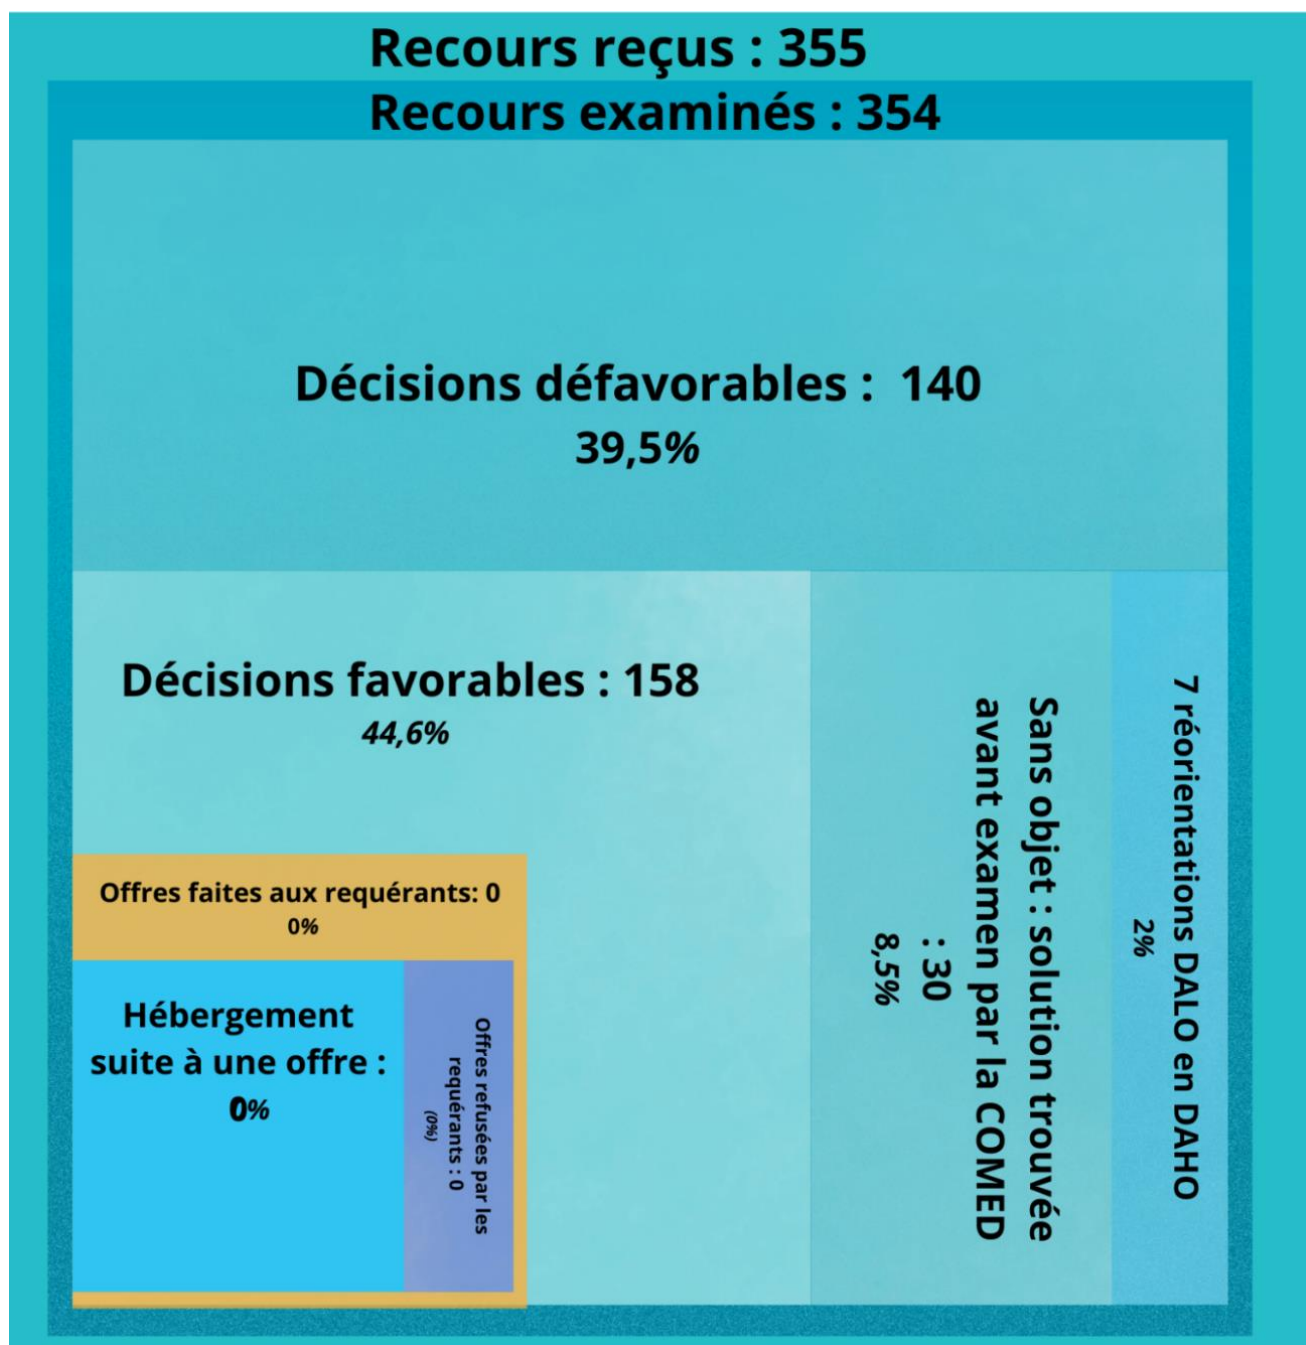 Recours reçus : 355
Recours examinés : 354
Décisions défavorables :  140
39,5%
Décisions favorables : 158
44,6%
Offres faites aux requérants: 0
0%
Hébergement
suite à une offre :
0%
Offres refusées par les
requérants : 0
(0%)
Sans objet : solution trouvée
avant examen par la COMED
: 30
8,5%
7 réorientations DALO en DAHO
2%